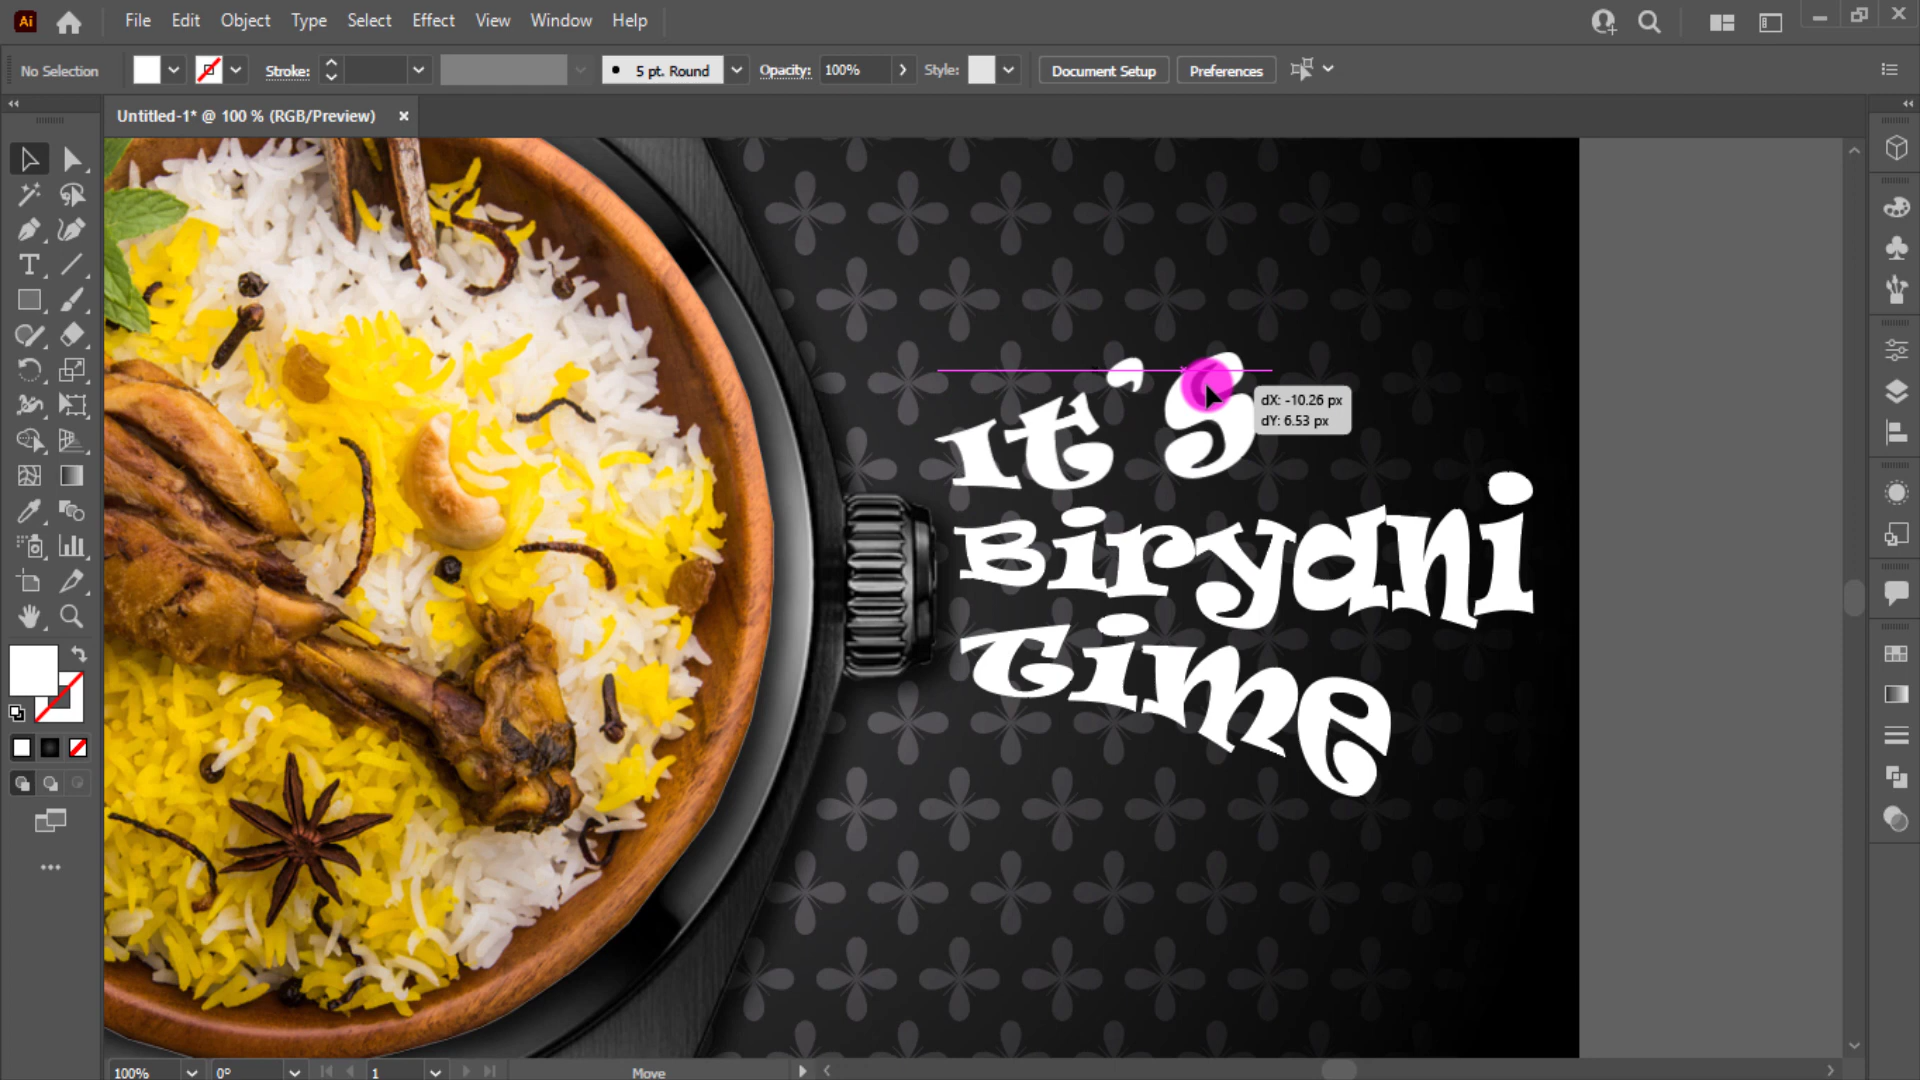 Ai
File Edit Object Type Select Effect View Window Help
No Selection
Stroke:
5 pt. Round
Opacity: 100%
Style:
Document Setup
Preferences
Untitled-1* @ 100 % (RGB/Preview)
It's
dX: -10.26 px
dY: 6.53 px
Biryani
Time
100%
0°
1
Move